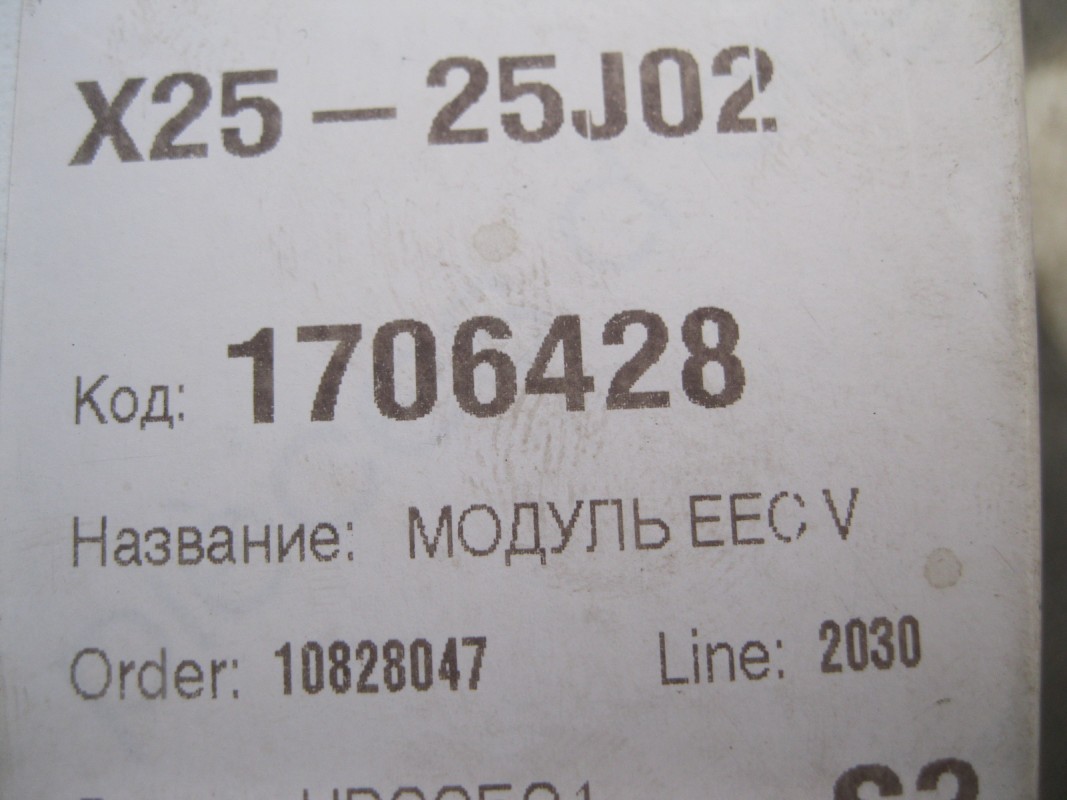 X25 – 25J02
Код: 1706428
Название: МОДУЛЬ EEC V
Order: 10828047 Line: 2030